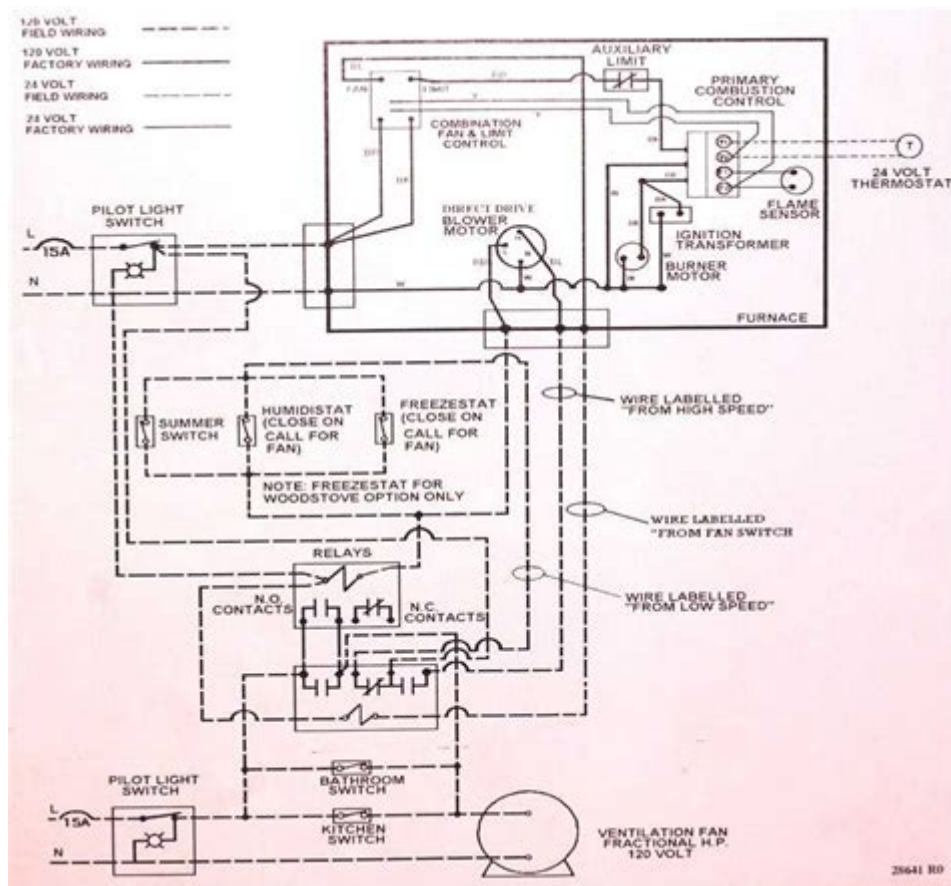 120 VOLT
FIELD WIRING
120 VOLT
FACTORY WIRING
24 VOLT
FIELD WIRING
24 VOLT
FACTORY WIRING
AUXILIARY
LIMIT
BL
FAN
LIMIT
PRIMARY
COMBUSTION
CONTROL
COMBINATION
FAN & LIMIT
CONTROL
T
24 VOLT
THERMOSTAT
FLAME
SENSOR
PILOT LIGHT
SWITCH
DIRECT DRIVE
BLOWER
MOTOR
IGNITION
TRANSFORMER
BURNER
MOTOR
L
15A
N
W
FURNACE
SUMMER
SWITCH
HUMIDISTAT
(CLOSE ON
CALL FOR
FAN)
FREEZESTAT
(CLOSE ON
CALL FOR
FAN)
NOTE: FREEZESTAT FOR
WOODSTOVE OPTION ONLY
WIRE LABELLED
"FROM HIGH SPEED"
WIRE LABELLED
"FROM FAN SWITCH
WIRE LABELLED
"FROM LOW SPEED"
RELAYS
N.O.
CONTACTS
N.C.
CONTACTS
PILOT LIGHT
SWITCH
L
15A
N
BATHROOM
SWITCH
KITCHEN
SWITCH
VENTILATION FAN
FRACTIONAL H.P.
120 VOLT
28641 R0